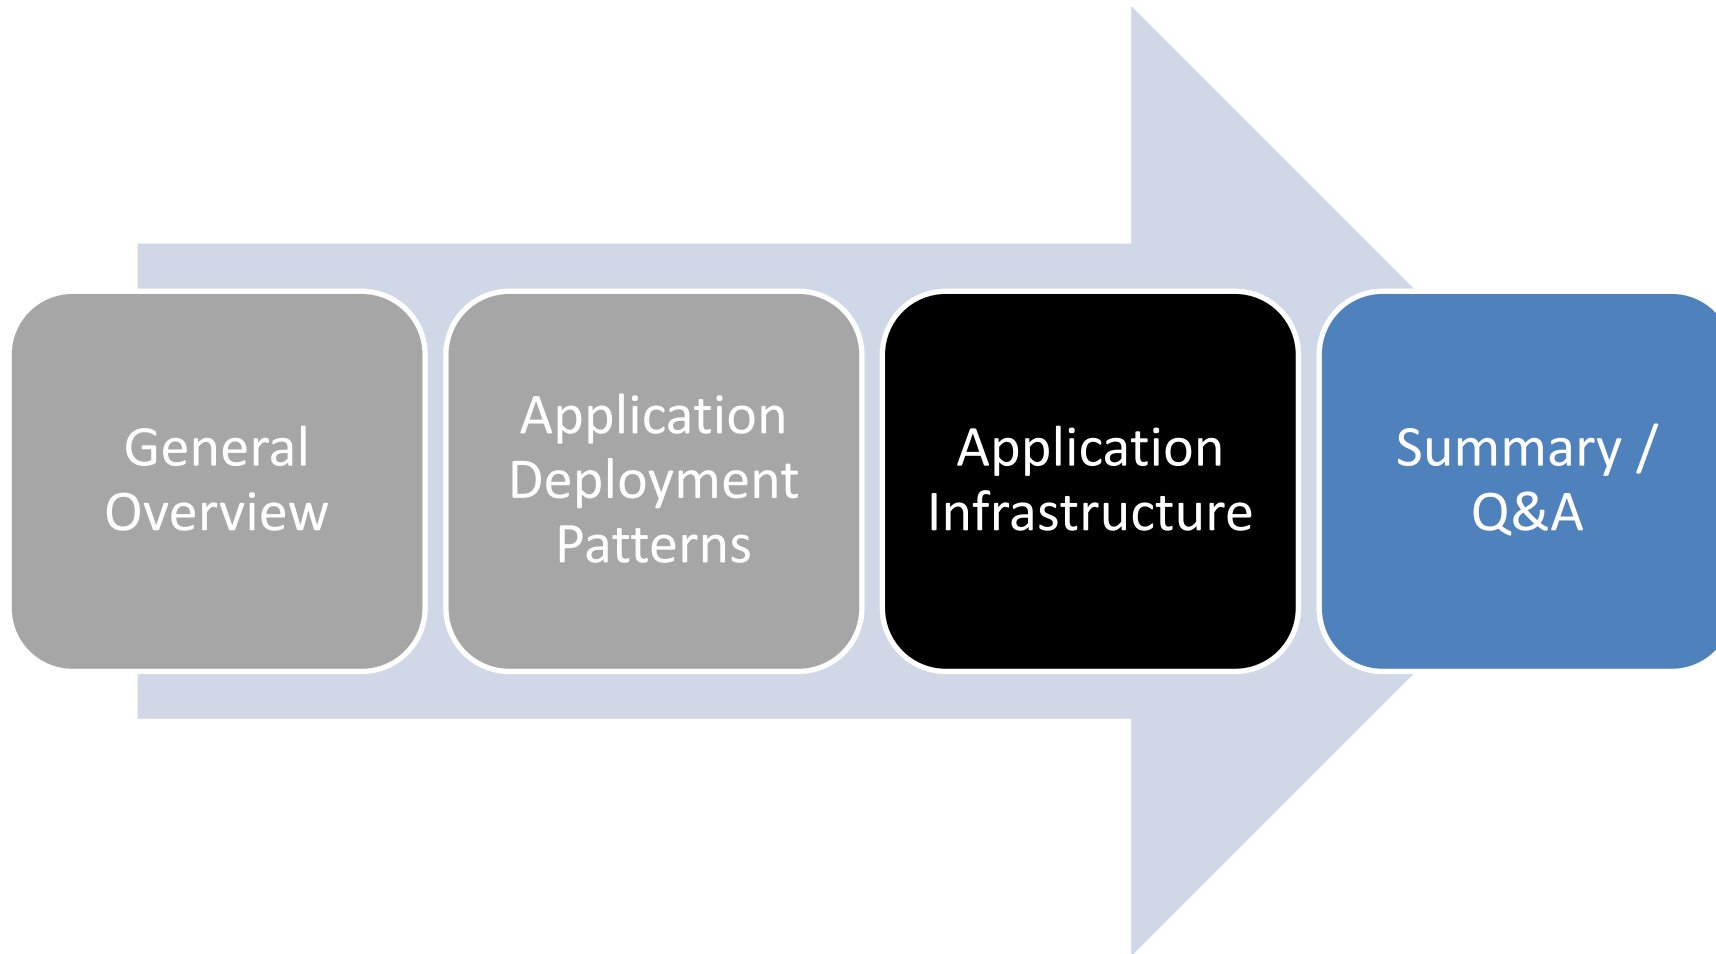 General
Overview
Application
Deployment
Patterns
Application
Infrastructure
Summary /
Q&A